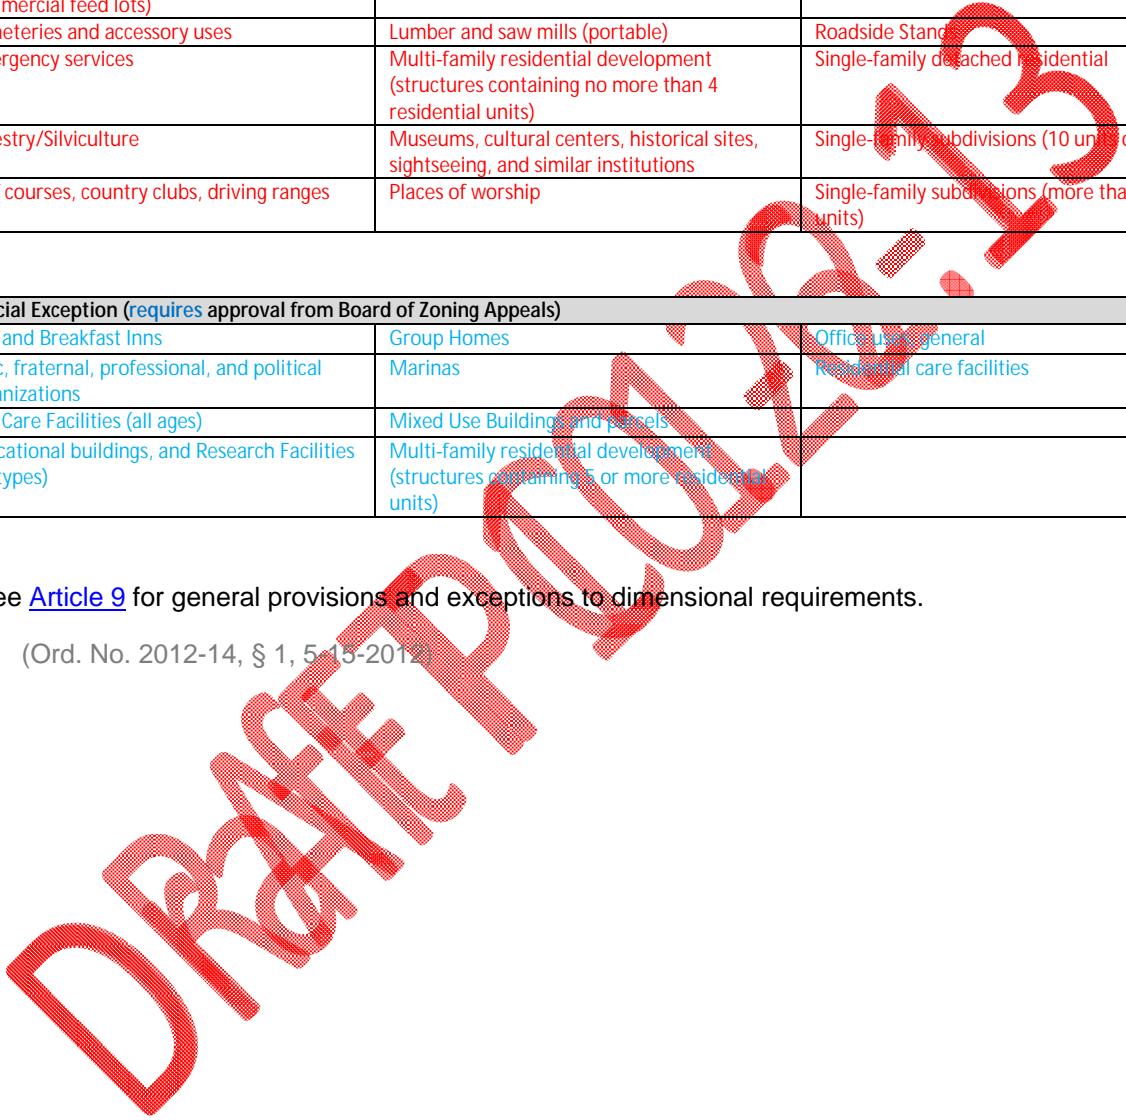 mercial feed lots)
eteries and accessory uses Lumber and saw mills (portable) Roadside Stand
rgency services Multi-family residential development Single-family detached residential
(structures containing no more than 4
residential units)
estry/Silviculture Museums, cultural centers, historical sites, Single-family subdivisions (10 units
sightseeing, and similar institutions
courses, country clubs, driving ranges Places of worship Single-family subdivisions (more tha
units)
cial Exception (requires approval from Board of Zoning Appeals)
and Breakfast Inns Group Homes Office uses, general
, fraternal, professional, and political Marinas Residential care facilities
anizations
Care Facilities (all ages) Mixed Use Buildings and parcels
cational buildings, and Research Facilities Multi-family residential development
ypes) (structures containing 5 or more residential
units)
ee Article 9 for general provisions and exceptions to dimensional requirements.
(Ord. No. 2012-14, § 1, 5-15-2012)
DRAFT